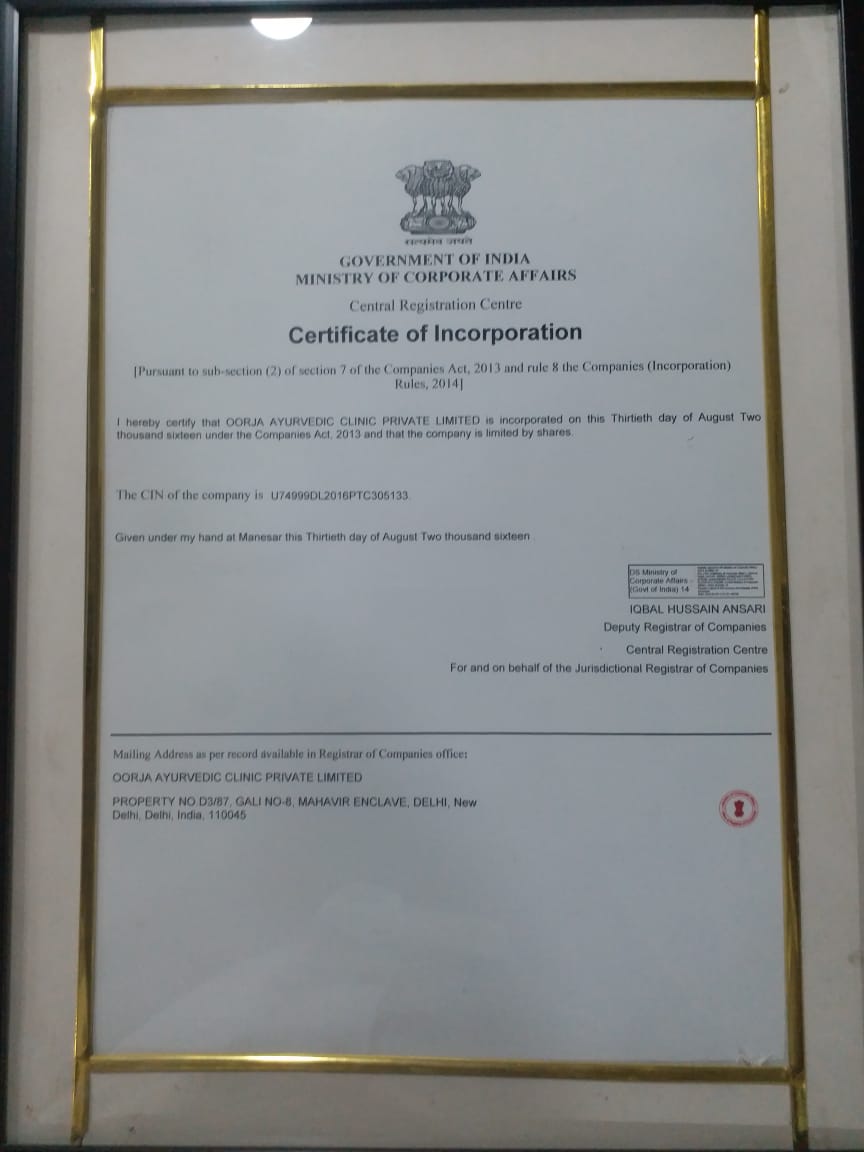 सत्यमेव जयते
GOVERNMENT OF INDIA
MINISTRY OF CORPORATE AFFAIRS
Central Registration Centre
Certificate of Incorporation
[Pursuant to sub-section (2) of section 7 of the Companies Act, 2013 and rule 8 the Companies (Incorporation)
Rules, 2014]
I hereby certify that OORJA AYURVEDIC CLINIC PRIVATE LIMITED is incorporated on this Thirtieth day of August Two
thousand sixteen under the Companies Act, 2013 and that the company is limited by shares.
The CIN of the company is U74999DL2016PTC305133.
Given under my hand at Manesar this Thirtieth day of August Two thousand sixteen
DS Ministry of
Corporate Affairs -
(Govt of India) 14
IQBAL HUSSAIN ANSARI
Deputy Registrar of Companies
Central Registration Centre
For and on behalf of the Jurisdictional Registrar of Companies
Mailing Address as per record available in Registrar of Companies office:
OORJA AYURVEDIC CLINIC PRIVATE LIMITED
PROPERTY NO.D3/87, GALI NO-8, MAHAVIR ENCLAVE, DELHI, New
Delhi, Delhi, India, 110045